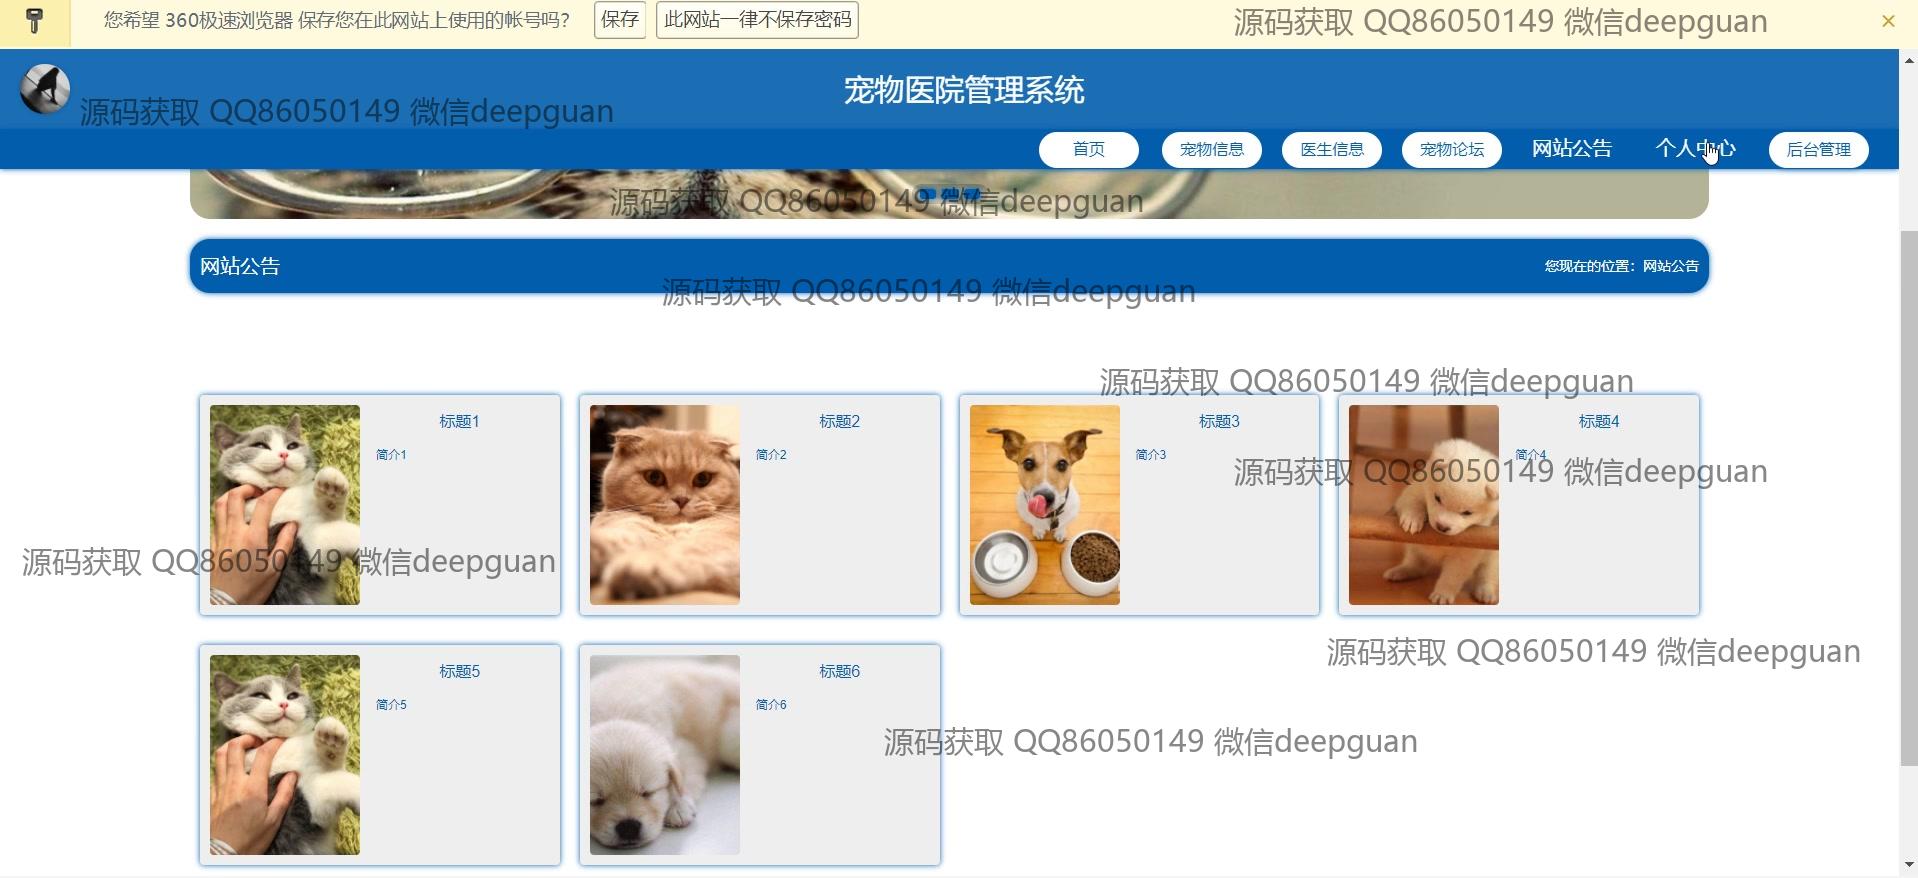 您希望 360极速浏览器 保存您在此网站上使用的帐号吗？ 保存 此网站一律不保存密码
源码获取 QQ86050149 微信deepguan
宠物医院管理系统
源码获取 QQ86050149 微信deepguan
首页 宠物信息 医生信息 宠物论坛 网站公告 个人中心 后台管理
源码获取 QQ86050149 微信deepguan
网站公告 您现在的位置：网站公告
源码获取 QQ86050149 微信deepguan
源码获取 QQ86050149 微信deepguan
标题1 标题2 标题3 标题4
简介1 简介2 简介3 简介4
源码获取 QQ86050149 微信deepguan
源码获取 QQ86050149 微信deepguan
源码获取 QQ86050149 微信deepguan
标题5 标题6
简介5 简介6
源码获取 QQ86050149 微信deepguan